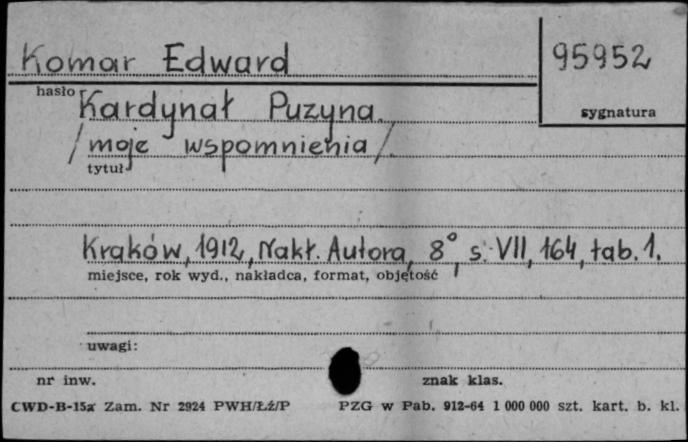 Komar Edward
95952
hasło
sygnatura
Kardynał Puzyna.
/moje wspomnienia/.
tytuł
Kraków, 1912, Nakł. Autora, 8°, s. VII, 164, tab. 1.
miejsce, rok wyd., nakładca, format, objętość
uwagi:
nr inw.
znak klas.
CWD-B-15a Zam. Nr 2924 PWH/Łź/P PZG w Pab. 912-64 1 000 000 szt. kart. b. kl.